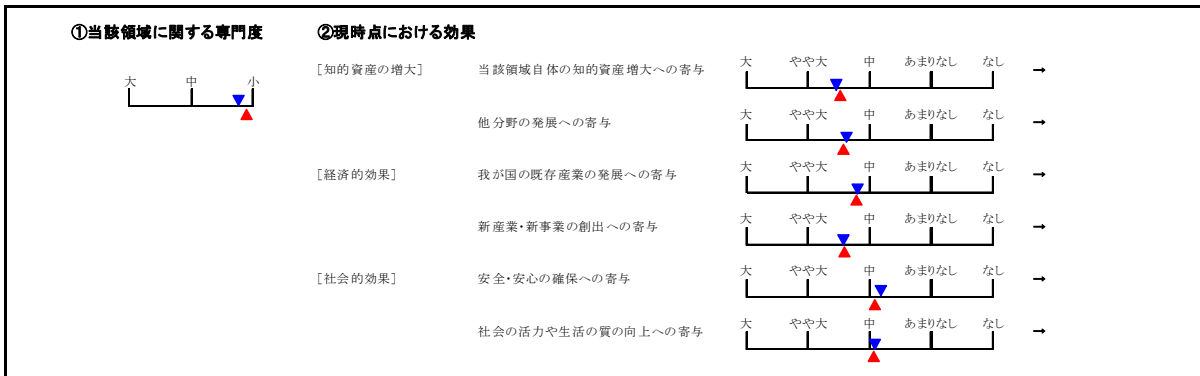 ①当該領域に関する専門度
大 中 小
②現時点における効果
[知的資産の増大] 当該領域自体の知的資産増大への寄与 大 やや大 中 あまりなし なし →
他分野の発展への寄与 大 やや大 中 あまりなし なし →
[経済的効果] 我が国の既存産業の発展への寄与 大 やや大 中 あまりなし なし →
新産業・新事業の創出への寄与 大 やや大 中 あまりなし なし →
[社会的効果] 安全・安心の確保への寄与 大 やや大 中 あまりなし なし →
社会の活力や生活の質の向上への寄与 大 やや大 中 あまりなし なし →